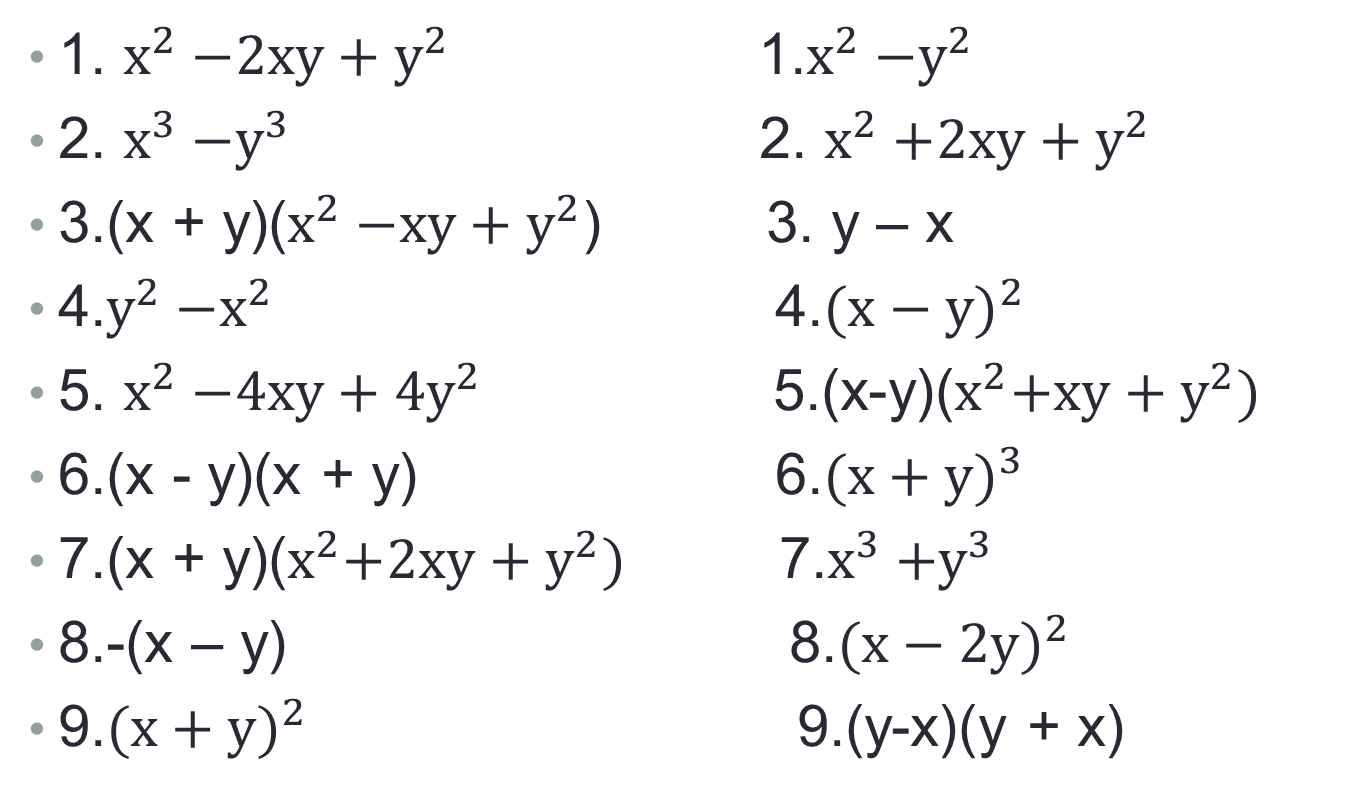 • 1. x² −2xy + y² 1.x² −y²
• 2. x³ −y³ 2. x² +2xy + y²
• 3.(x + y)(x² −xy + y²) 3. y – x
• 4.y² −x² 4.(x − y)²
• 5. x² −4xy + 4y² 5.(x-y)(x²+xy + y²)
• 6.(x - y)(x + y) 6.(x + y)³
• 7.(x + y)(x²+2xy + y²) 7.x³ +y³
• 8.-(x – y) 8.(x − 2y)²
• 9.(x + y)² 9.(y-x)(y + x)